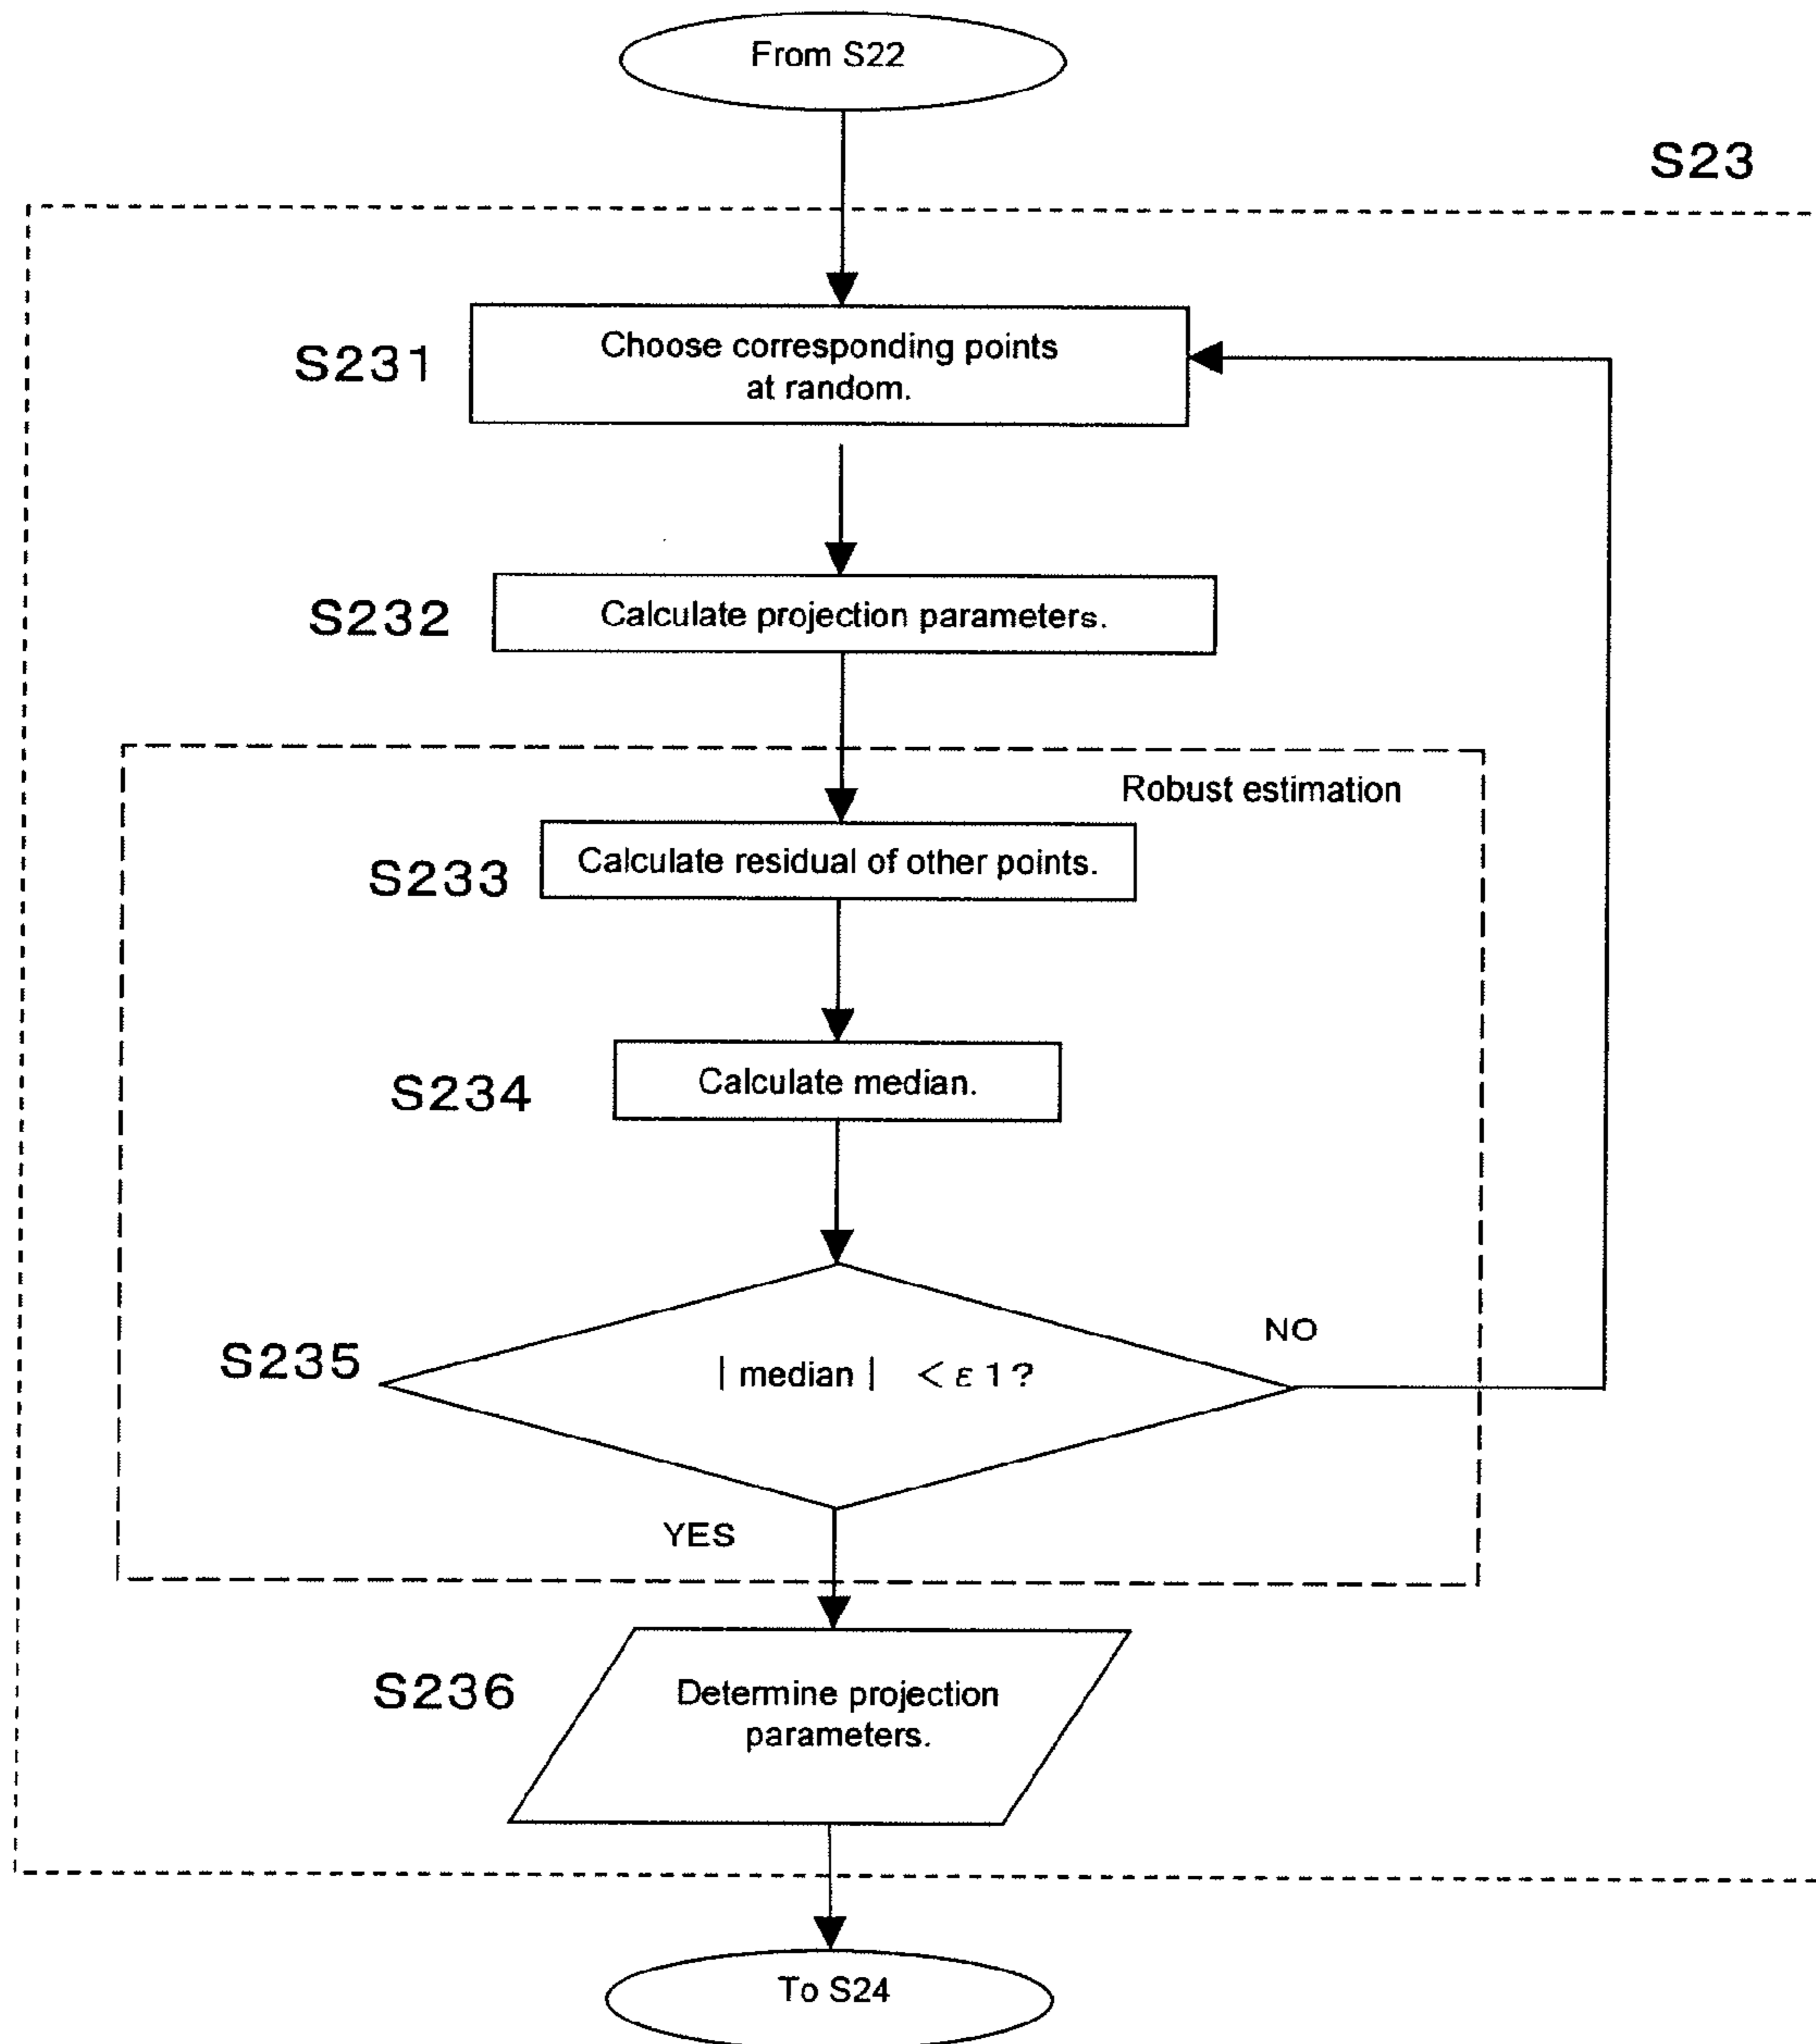 From S22
S23
S231
Choose corresponding points
at random.
S232
Calculate projection parameters.
Robust estimation
S233
Calculate residual of other points.
S234
Calculate median.
S235
| median | < ε 1 ?
NO
YES
S236
Determine projection
parameters.
To S24